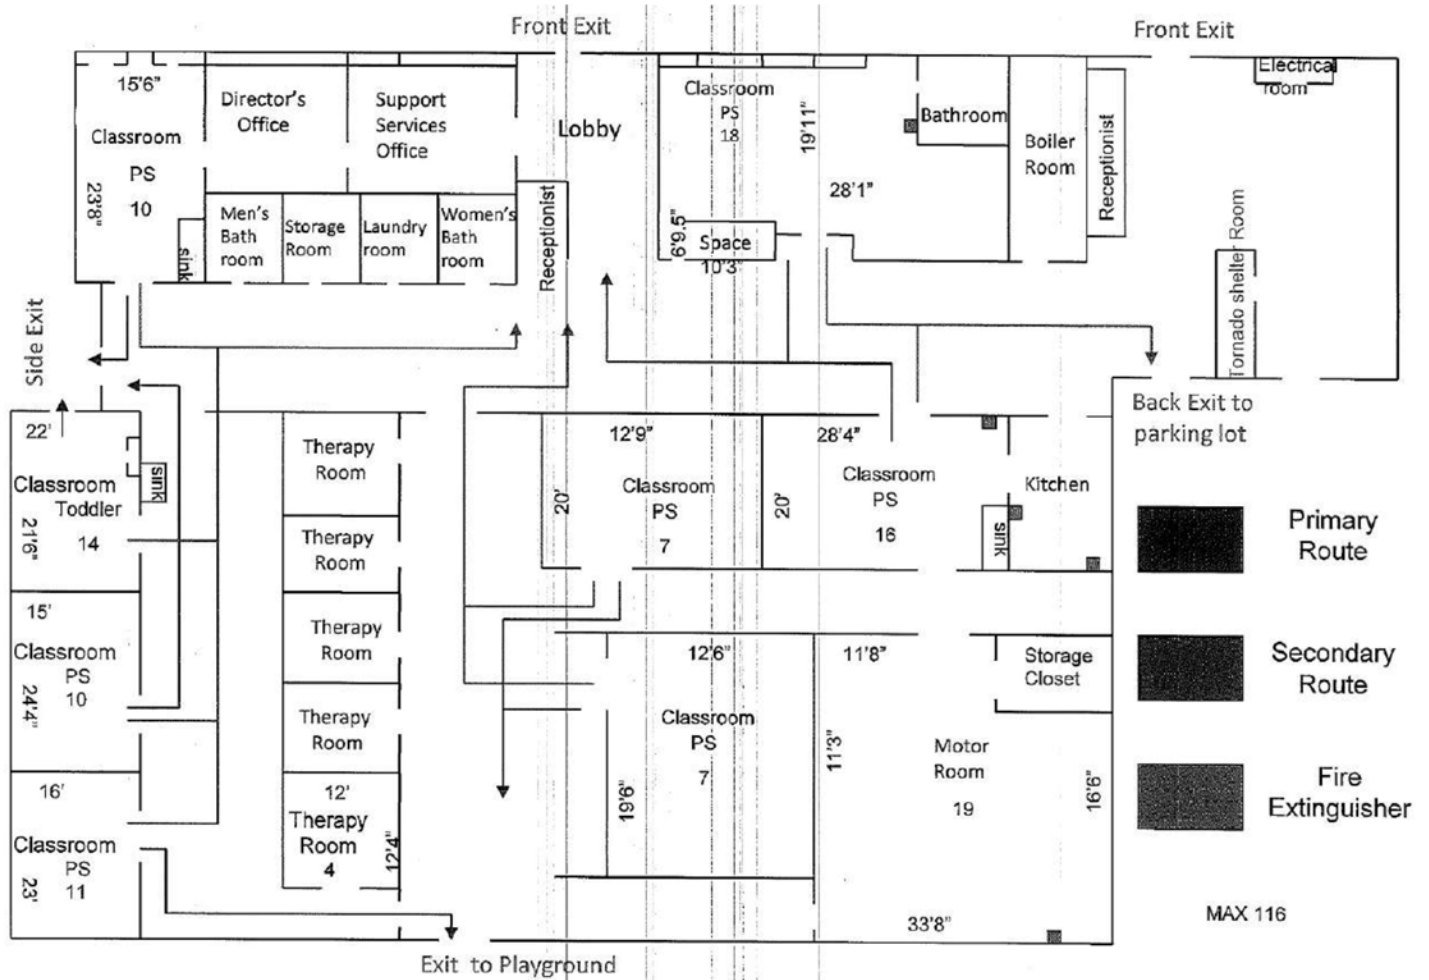 Front Exit
Front Exit
15'6"
Classroom
PS
10
23'8"
sink
Director's
Office
Support
Services
Office
Lobby
Men's
Bath
room
Storage
Room
Laundry
room
Women's
Bath
room
Receptionist
Classroom
PS
18
19'11"
28'1"
6'9.5"
Space
10'3"
Bathroom
Boiler
Room
Receptionist
Electrical
room
Tornado shelter Room
Side Exit
Back Exit to
parking lot
22'
Classroom
Toddler
14
21'6"
sink
15'
Classroom
PS
10
24'4"
16'
Classroom
PS
11
23'
Therapy
Room
Therapy
Room
Therapy
Room
Therapy
Room
12'
Therapy
Room
4
12'4"
12'9"
20'
Classroom
PS
7
28'4"
20'
Classroom
PS
16
sink
Kitchen
12'6"
Classroom
PS
7
19'6"
11'8"
11'3"
Storage
Closet
Motor
Room
19
16'6"
33'8"
Primary
Route
Secondary
Route
Fire
Extinguisher
MAX 116
Exit to Playground